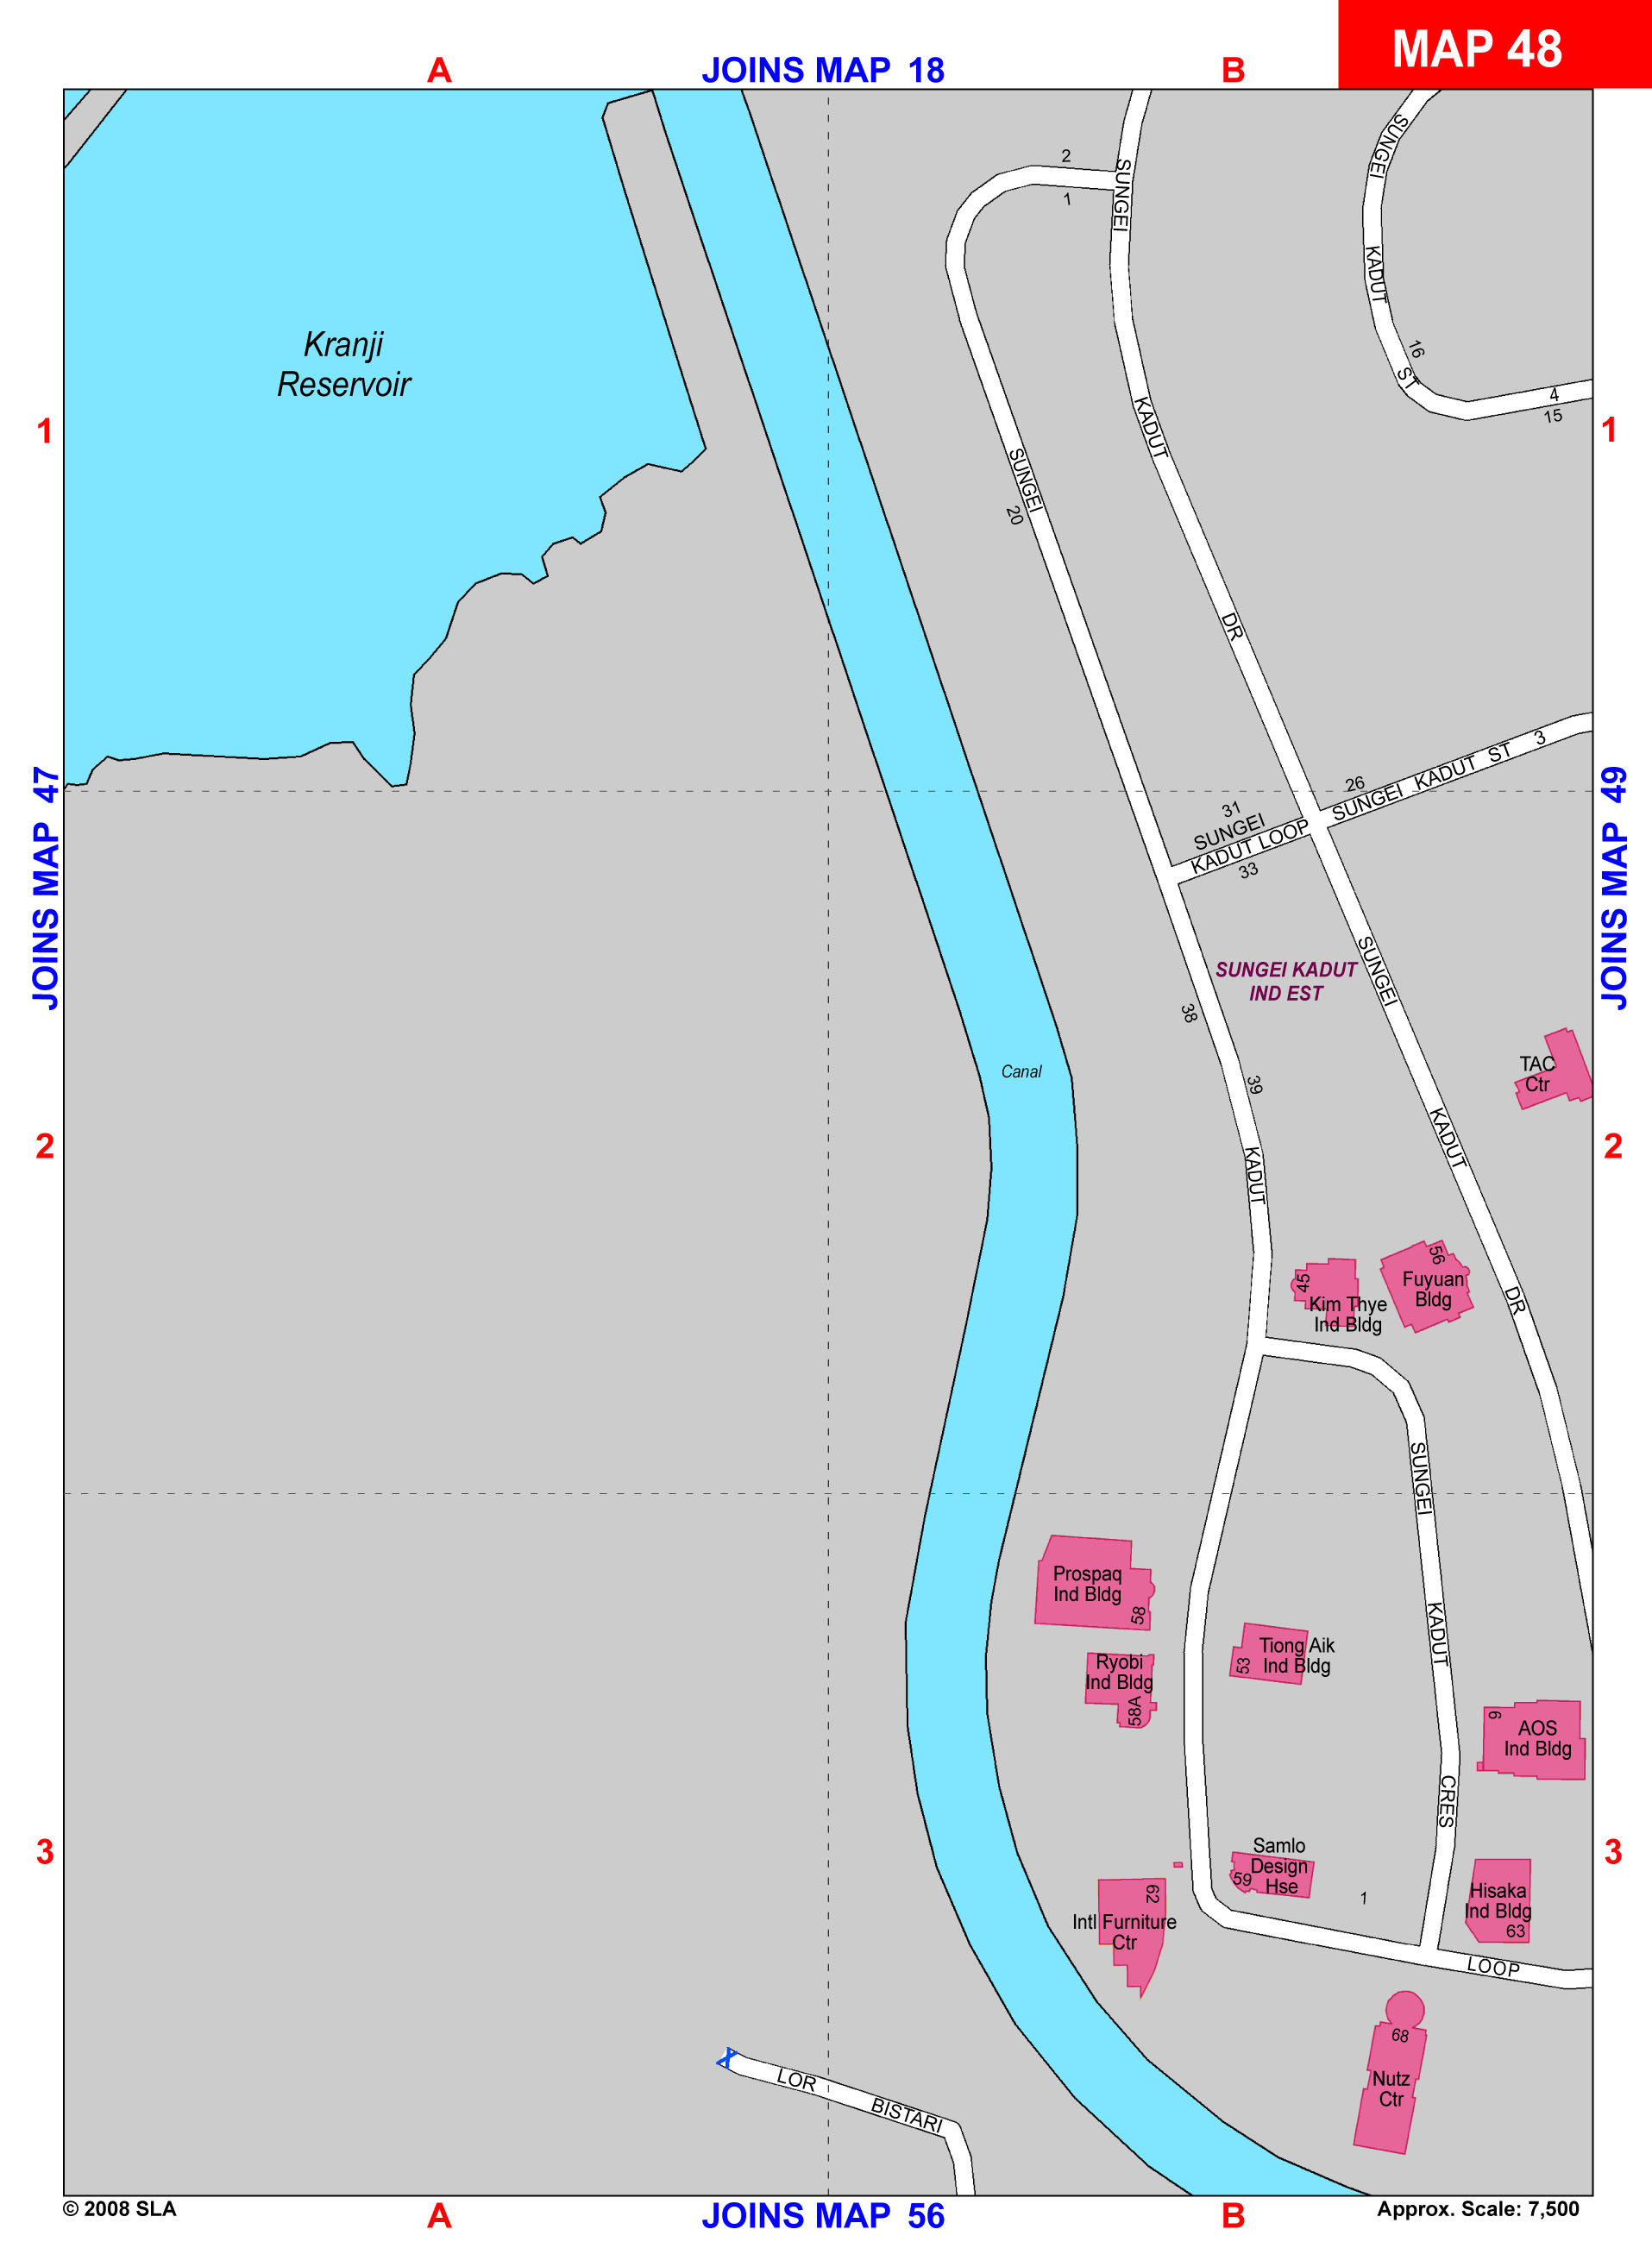 MAP 48
A
JOINS MAP 18
B
SUNGEI
2
1
SUNGEI
Kranji
Reservoir
KADUT
16
ST
4
15
1
1
KADUT
SUNGEI
20
DR
3
SUNGEI KADUT ST
26
31
SUNGEI
KADUT LOOP
33
JOINS MAP 47
JOINS MAP 49
SUNGEI KADUT
IND EST
SUNGEI
38
Canal
39
TAC
Ctr
2
2
KADUT
KADUT
56
Fuyuan
Bldg
45
Kim Thye
Ind Bldg
DR
SUNGEI
Prospaq
Ind Bldg
58
KADUT
Tiong Aik
Ind Bldg
53
Ryobi
Ind Bldg
58A
9
AOS
Ind Bldg
CRES
3
3
Samlo
Design
Hse
59
1
62
Intl Furniture
Ctr
Hisaka
Ind Bldg
63
LOOP
68
Nutz
Ctr
X
LOR
BISTARI
© 2008 SLA
A
JOINS MAP 56
B
Approx. Scale: 7,500